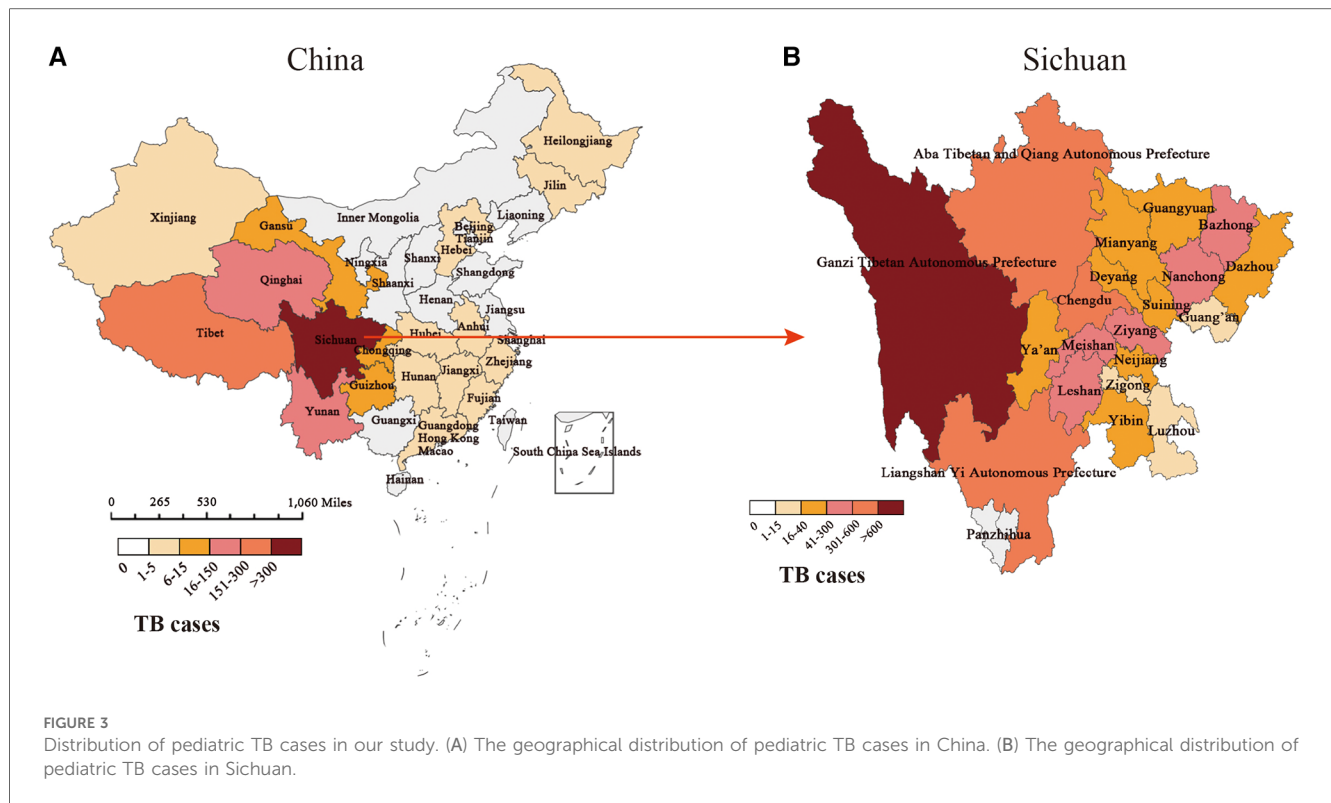 A
China
Heilongjiang
Jilin
Xinjiang
Inner Mongolia
Liaoning
Gansu
Beijing
Tianjin
Hebei
Ningxia
Shanxi
Shangdong
Qinghai
Shaanxi
Henan
Jiangsu
Tibet
Sichuan
Hubei
Anhui
Shanghai
Chongqing
Zhejiang
Hunan
Jiangxi
Guizhou
Fujian
Yunan
Guangxi
Guangdong
Taiwan
Hong Kong
Macao
South China Sea Islands
Hainan
0 265 530 1,060 Miles
0 1-5 6-15 16-150 151-300 >300
TB cases
B
Sichuan
Aba Tibetan and Qiang Autonomous Prefecture
Guangyuan
Bazhong
Mianyang
Ganzi Tibetan Autonomous Prefecture
Dazhou
Deyang
Nanchong
Chengdu
Suining
Guang'an
Ziyang
Ya'an
Meishan
Neijiang
Zigong
Leshan
Yibin
Luzhou
Liangshan Yi Autonomous Prefecture
Panzhihua
0 1-15 16-40 41-300 301-600 >600
TB cases
FIGURE 3
Distribution of pediatric TB cases in our study. (A) The geographical distribution of pediatric TB cases in China. (B) The geographical distribution of
pediatric TB cases in Sichuan.